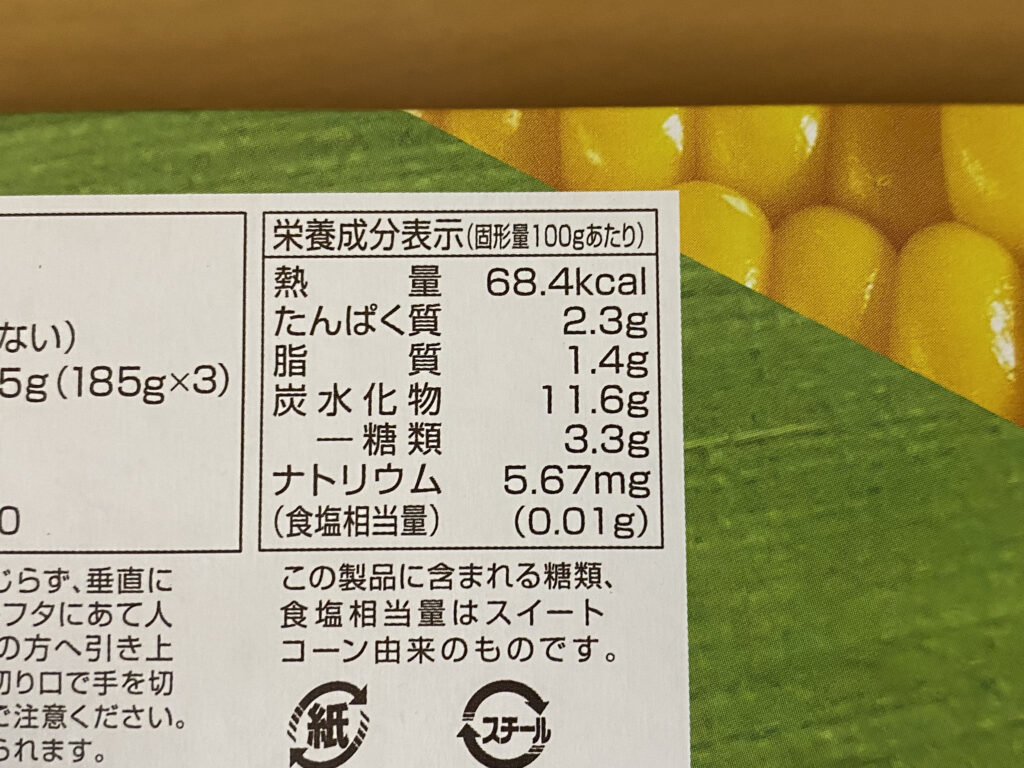 ない)
5g(185g×3)
0
じらず、垂直に
フタにあて人
の方へ引き上
切り口で手を切
ご注意ください。
られます。
栄養成分表示(固形量100gあたり)
熱量 68.4kcal
たんぱく質 2.3g
脂質 1.4g
炭水化物 11.6g
―糖類 3.3g
ナトリウム 5.67mg
(食塩相当量) (0.01g)
この製品に含まれる糖類、
食塩相当量はスイート
コーン由来のものです。
紙
スチール